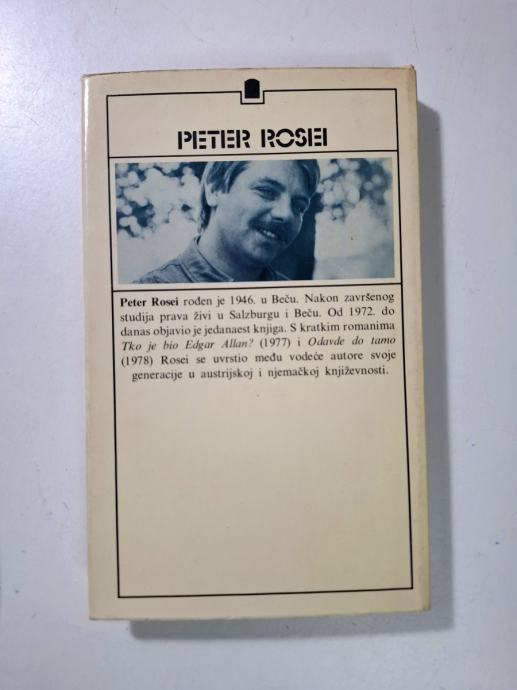 PETER ROSEI
Peter Rosei rođen je 1946. u Beču. Nakon završenog
studija prava živi u Salzburgu i Beču. Od 1972. do
danas objavio je jedanaest knjiga. S kratkim romanima
Tko je bio Edgar Allan? (1977) i Odavde do tamo
(1978) Rosei se uvrstio među vodeće autore svoje
generacije u austrijskoj i njemačkoj književnosti.